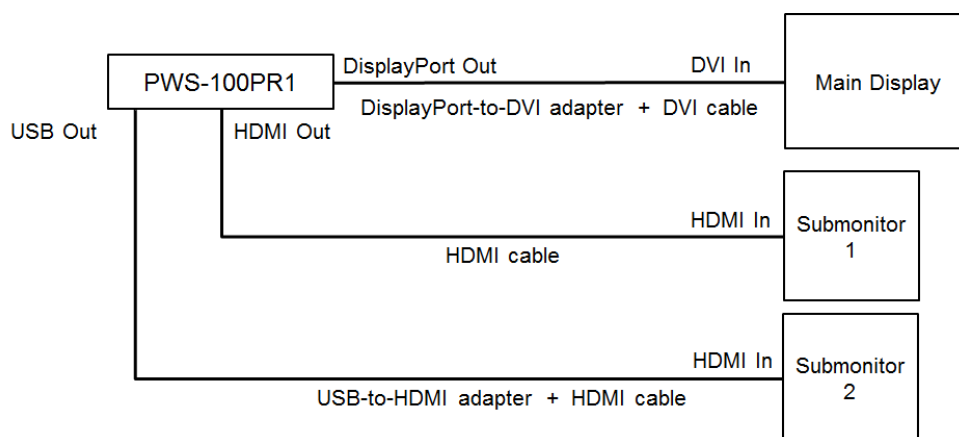 PWS-100PR1
DisplayPort Out
DVI In
Main Display
DisplayPort-to-DVI adapter + DVI cable
USB Out
HDMI Out
HDMI In
Submonitor
1
HDMI cable
HDMI In
Submonitor
2
USB-to-HDMI adapter + HDMI cable